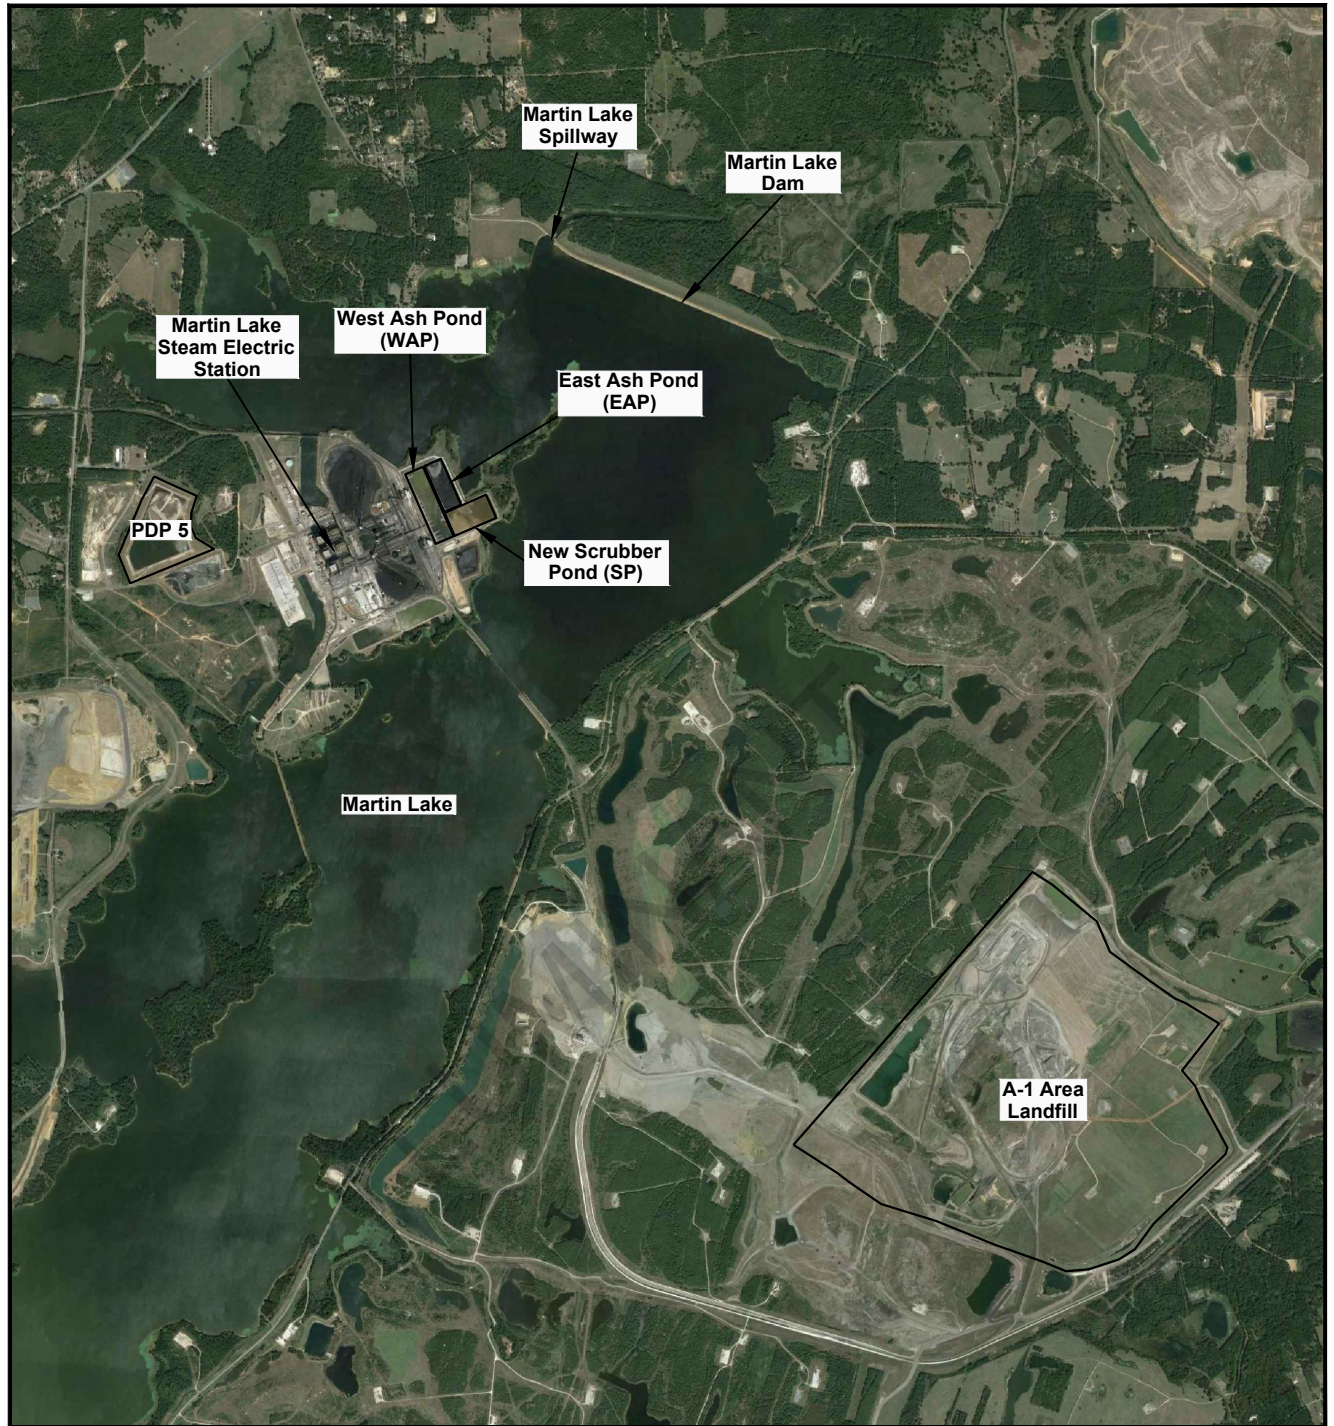 Martin Lake
Spillway
Martin Lake
Dam
West Ash Pond
(WAP)
Martin Lake
Steam Electric
Station
East Ash Pond
(EAP)
PDP 5
New Scrubber
Pond (SP)
Martin Lake
A-1 Area
Landfill